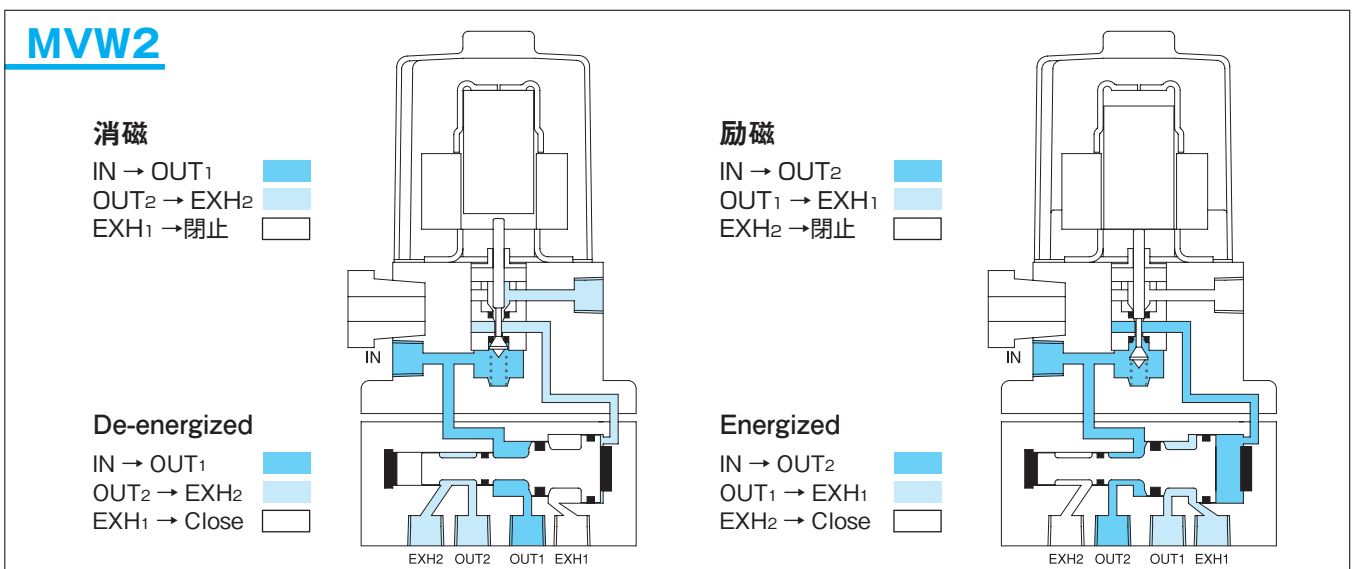 MVW2
消磁
IN → OUT1
OUT2 → EXH2
EXH1 →閉止
De-energized
IN → OUT1
OUT2 → EXH2
EXH1 → Close
IN
EXH2 OUT2 OUT1 EXH1
励磁
IN → OUT2
OUT1 → EXH1
EXH2 →閉止
Energized
IN → OUT2
OUT1 → EXH1
EXH2 → Close
IN
EXH2 OUT2 OUT1 EXH1